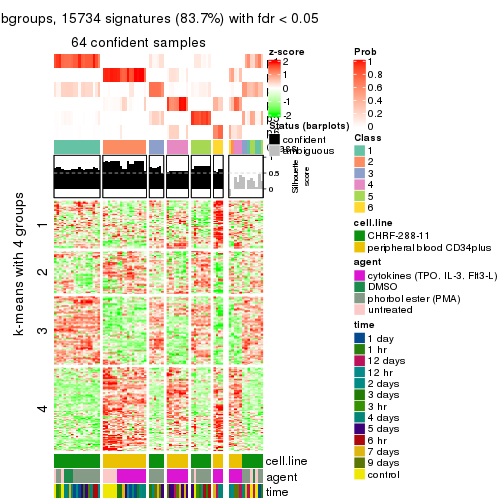 bgroups, 15734 signatures (83.7%) with fdr < 0.05
64 confident samples
z-score
2
1
0
-1
-2
Status (barplots)
confident
ambiguous
1
0.5
0
Silhouette
score
k-means with 4 groups
1
2
3
4
cell.line
agent
time
Prob
1
0.8
0.6
0.4
0.2
0
Class
1
2
3
4
5
6
cell.line
CHRF-288-11
peripheral blood CD34plus
agent
cytokines (TPO. IL-3. Flt3-L)
DMSO
phorbol ester (PMA)
untreated
time
1 day
1 hr
12 days
12 hr
2 days
3 days
3 hr
4 days
5 days
6 hr
7 days
9 days
control